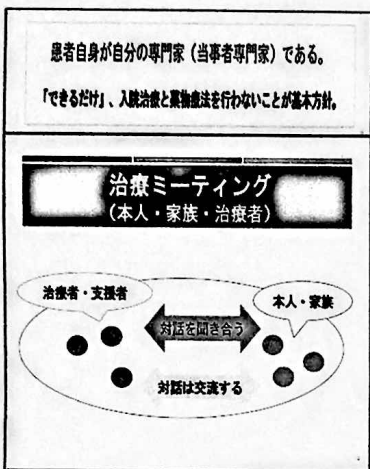 患者自身が自分の専門家（当事者専門家）である。
「できるだけ」、入院治療と薬物療法を行わないことが基本方針。
治療ミーティング
（本人・家族・治療者）
治療者・支援者
本人・家族
対話を聞き合う
対話は交流する